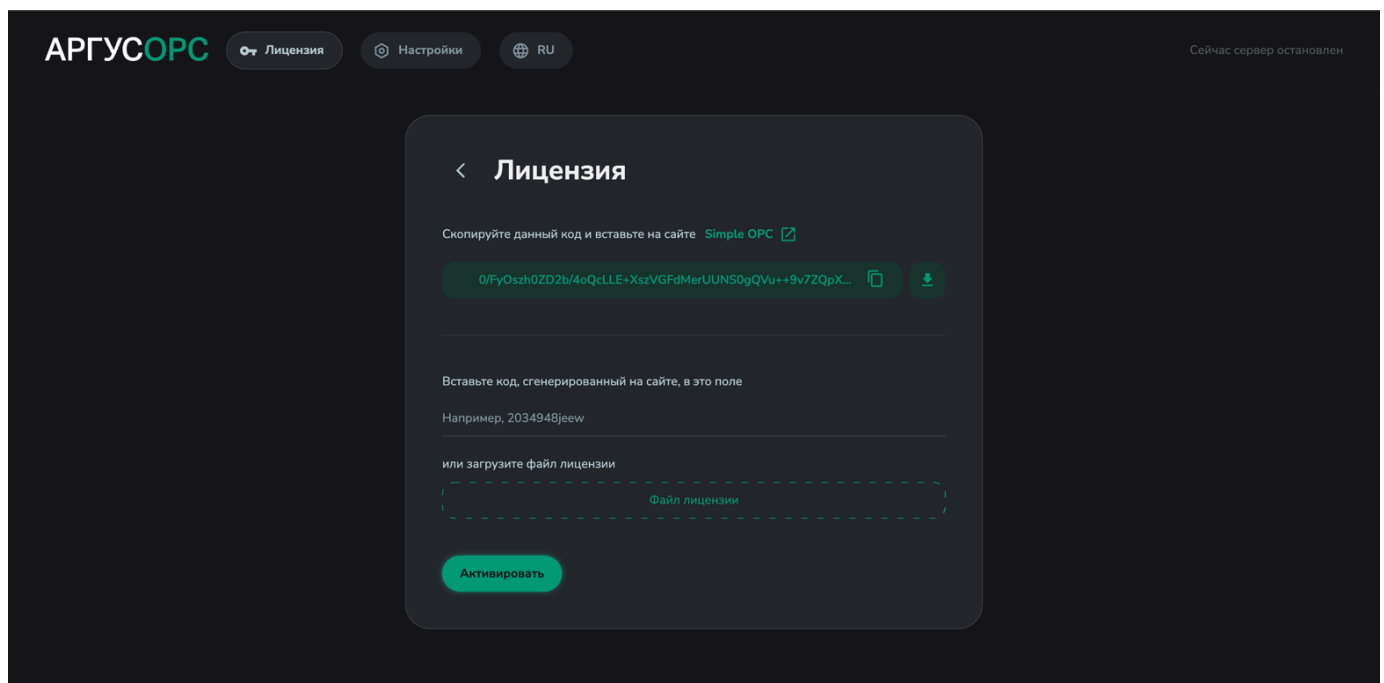 АРГУСОРС
Лицензия
Настройки
RU
Сейчас сервер остановлен
Лицензия
Скопируйте данный код и вставьте на сайте Simple OPC
0/FyOszh0ZD2b/4oQcLLE+XszVGFdMerUUNS0gQVu++9v7ZQpX...
Вставьте код, сгенерированный на сайте, в это поле
Например, 2034948jeew
или загрузите файл лицензии
Файл лицензии
Активировать